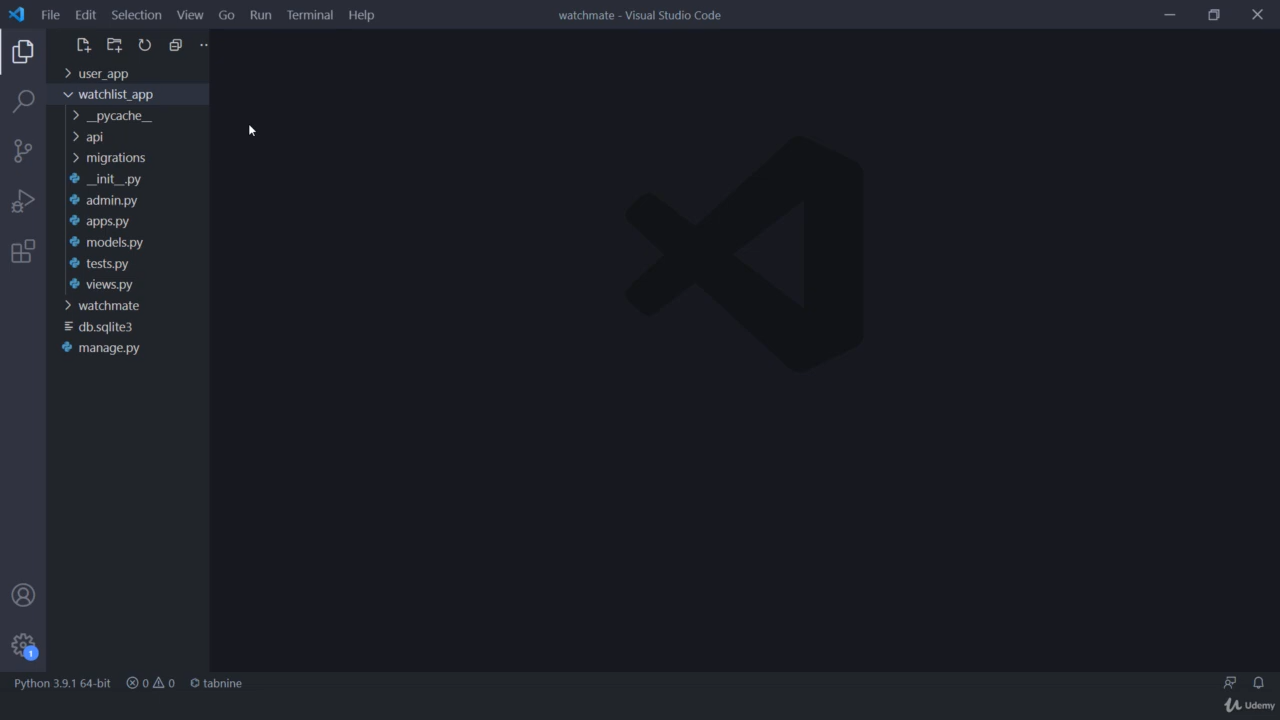 File Edit Selection View Go Run Terminal Help
watchmate - Visual Studio Code
user_app
watchlist_app
__pycache__
api
migrations
__init__.py
admin.py
apps.py
models.py
tests.py
views.py
watchmate
db.sqlite3
manage.py
1
Python 3.9.1 64-bit 0 0 tabnine
Udemy